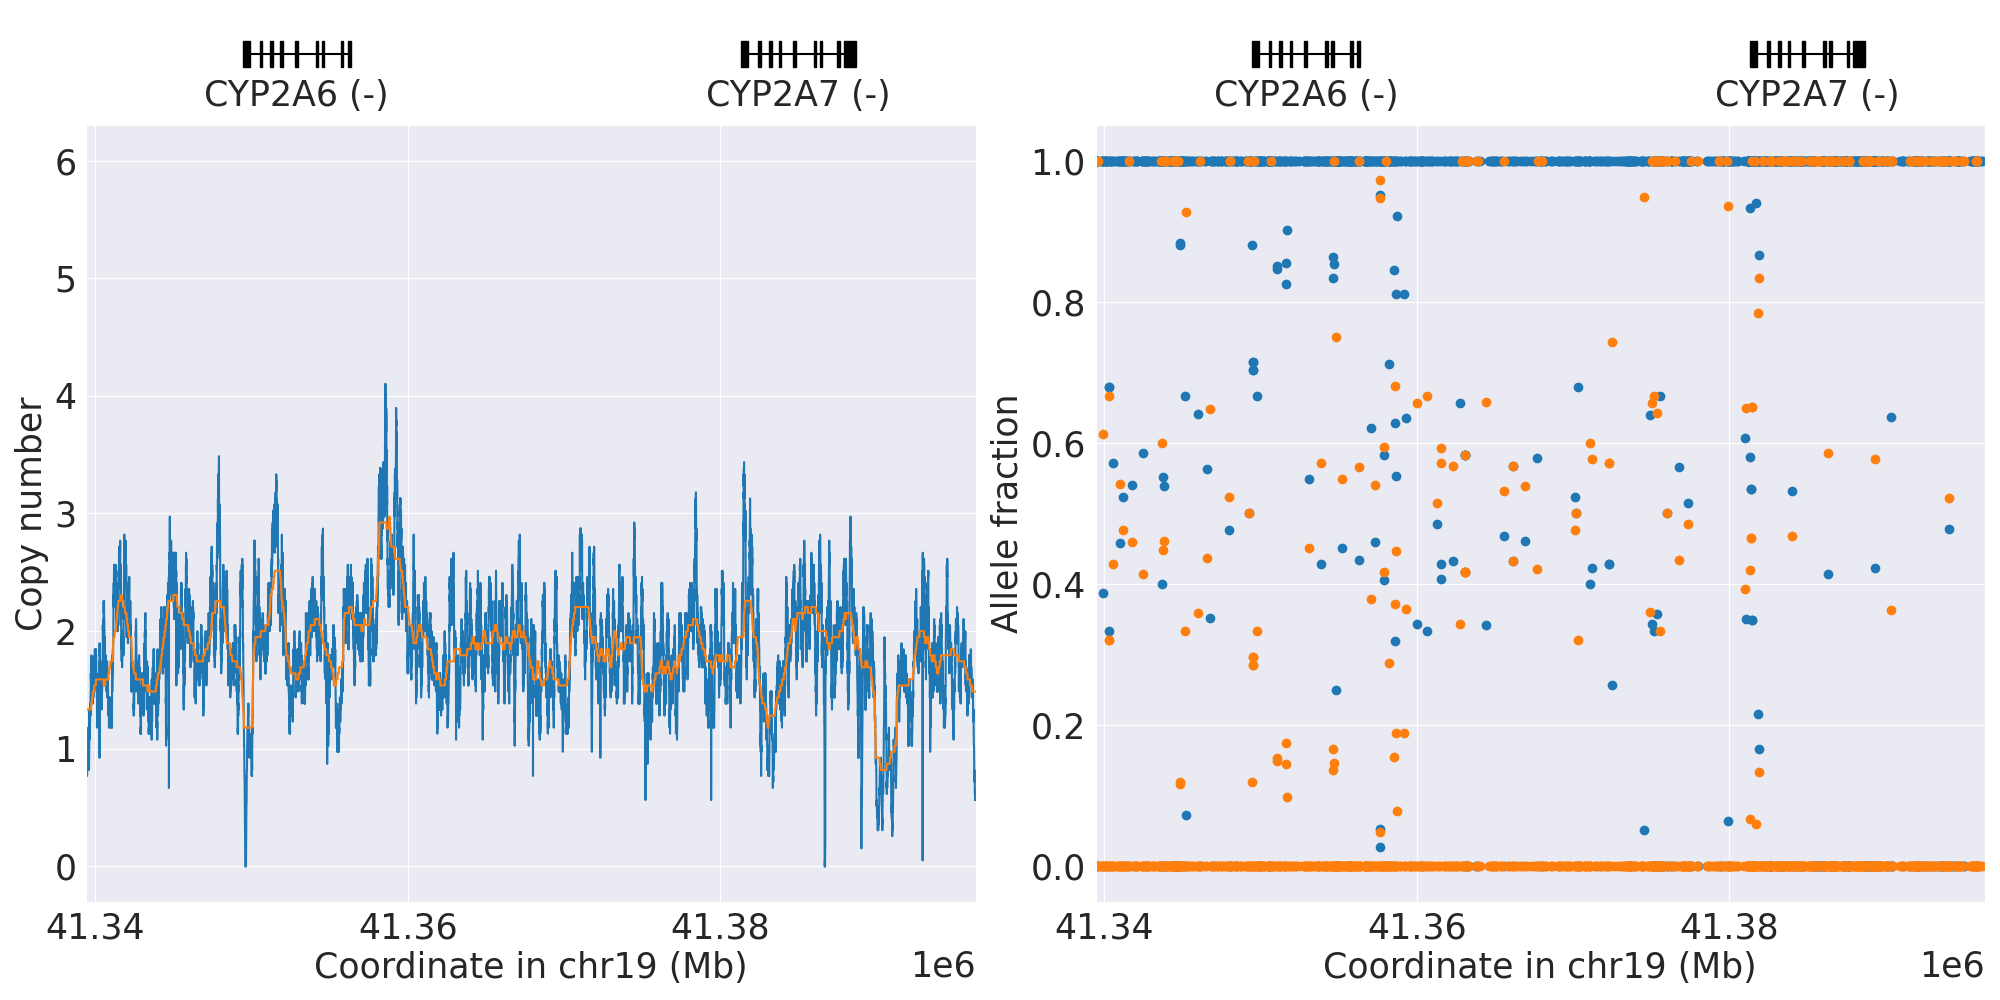 CYP2A6 (-)
CYP2A7 (-)
6
5
4
3
2
1
0
Copy number
41.34
41.36
41.38
Coordinate in chr19 (Mb)
1e6
CYP2A6 (-)
CYP2A7 (-)
1.0
0.8
0.6
0.4
0.2
0.0
Allele fraction
41.34
41.36
41.38
Coordinate in chr19 (Mb)
1e6